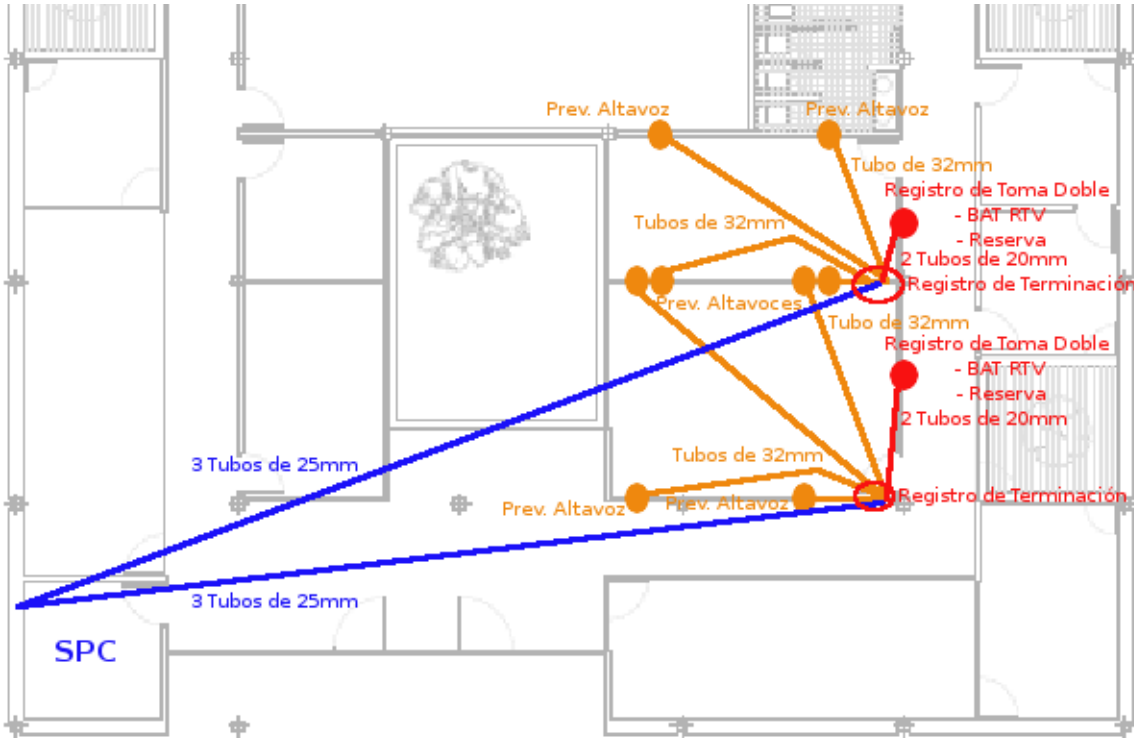 Prev. Altavoz
Prev. Altavoz
Tubo de 32mm
Registro de Toma Doble
- BAT RTV
- Reserva
Tubos de 32mm
2 Tubos de 20mm
Registro de Terminación
Prev. Altavoces
Tubo de 32mm
Registro de Toma Doble
- BAT RTV
- Reserva
2 Tubos de 20mm
Tubos de 32mm
3 Tubos de 25mm
Registro de Terminación
Prev. Altavoz
Prev. Altavoz
3 Tubos de 25mm
SPC